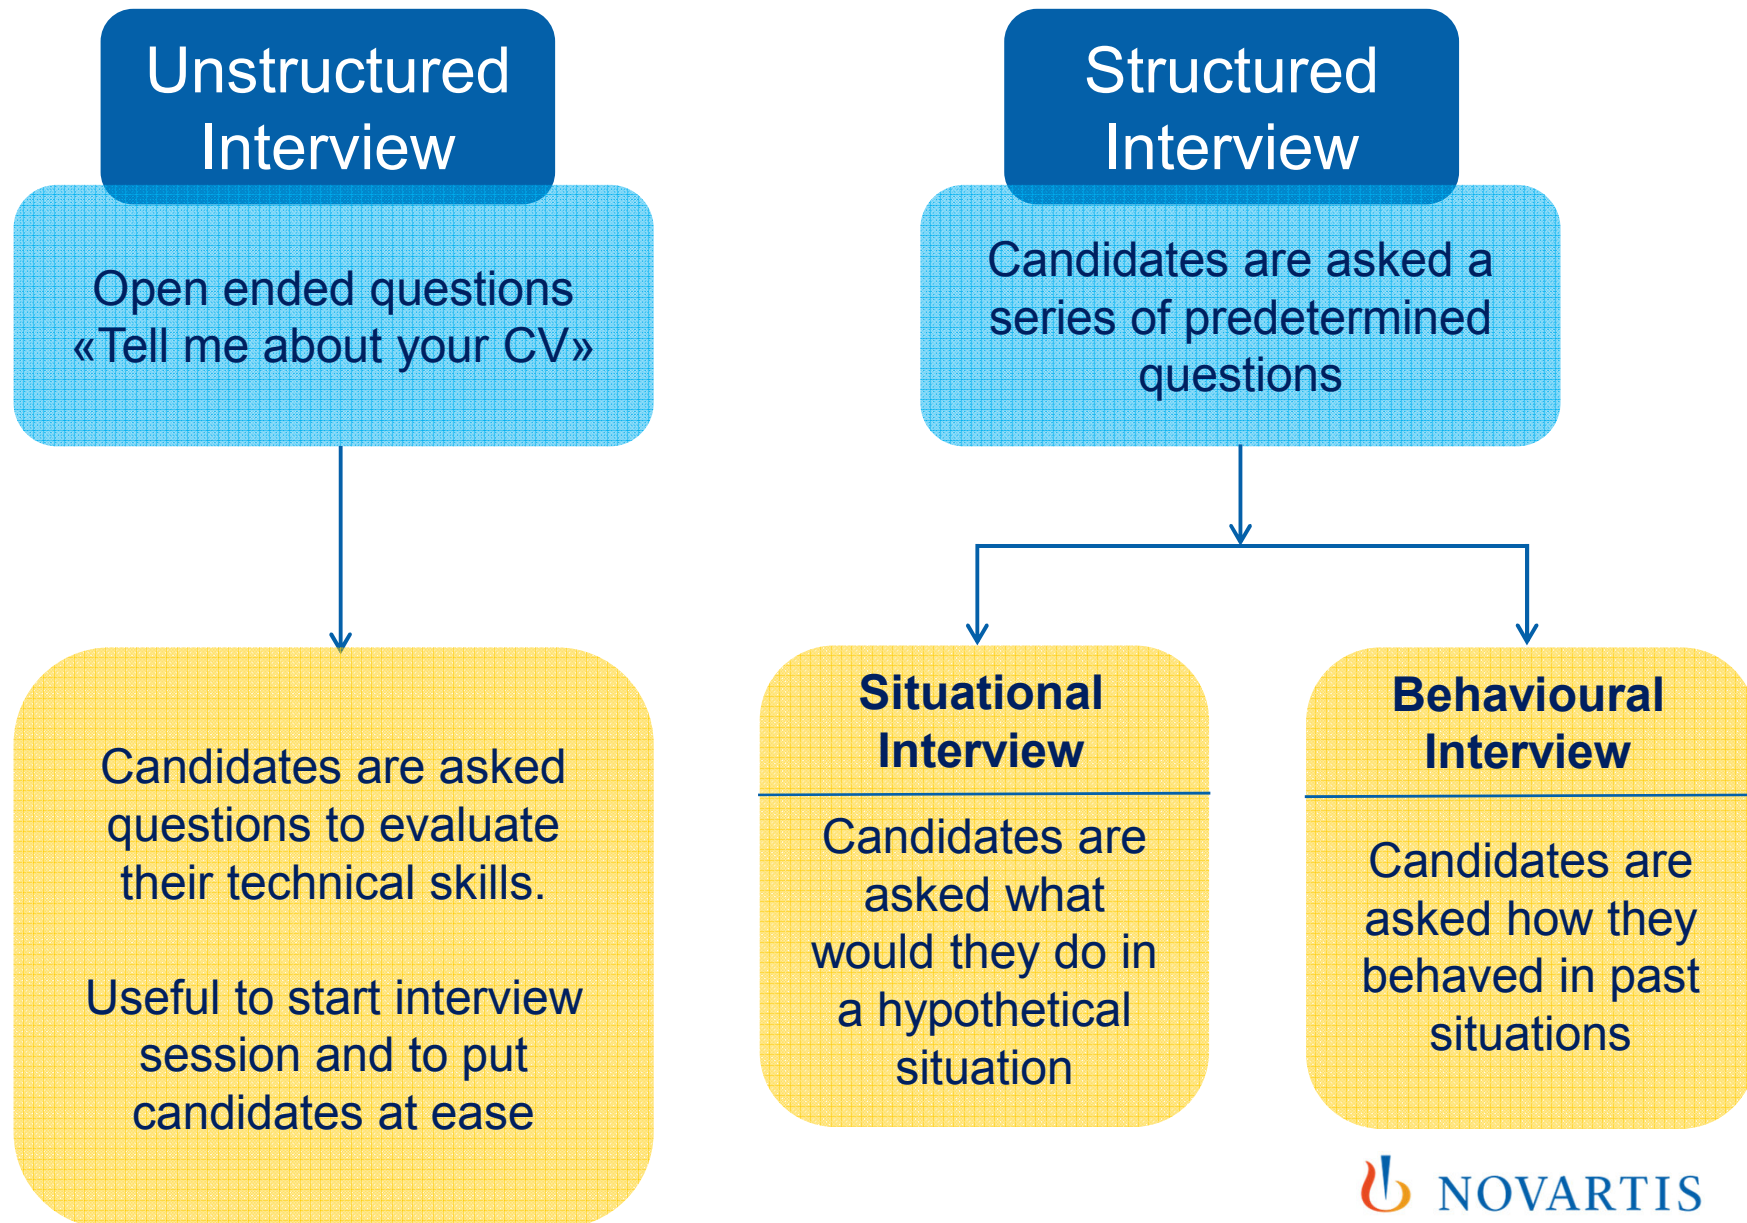 Unstructured
Interview
Open ended questions
«Tell me about your CV»
Candidates are asked
questions to evaluate
their technical skills.
Useful to start interview
session and to put
candidates at ease
Structured
Interview
Candidates are asked a
series of predetermined
questions
Situational
Interview
Candidates are
asked what
would they do in
a hypothetical
situation
Behavioural
Interview
Candidates are
asked how they
behaved in past
situations
NOVARTIS